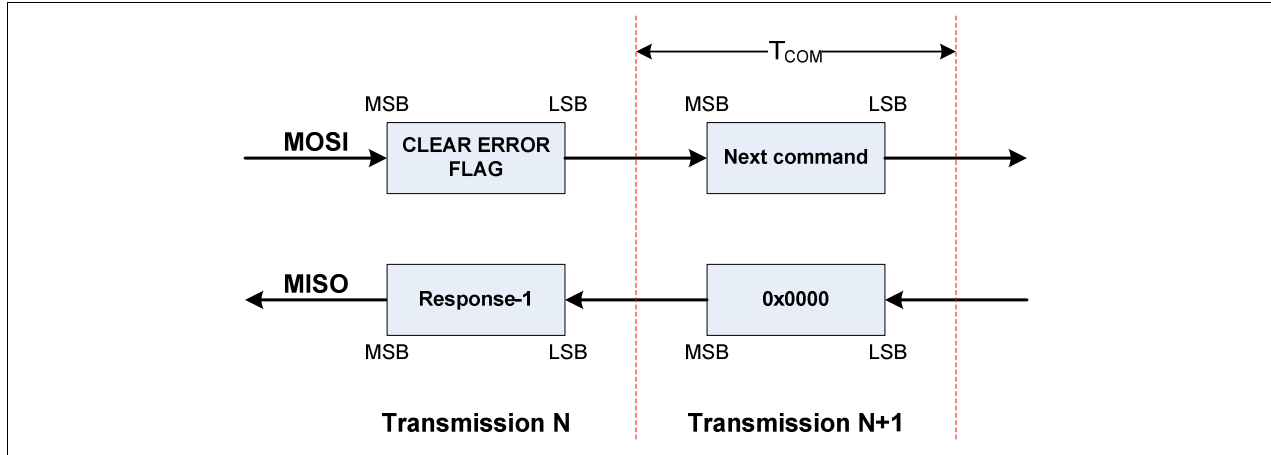 T_COM
MSB LSB MSB LSB
MOSI CLEAR ERROR FLAG Next command
MISO Response-1 0x0000
MSB LSB MSB LSB
Transmission N Transmission N+1